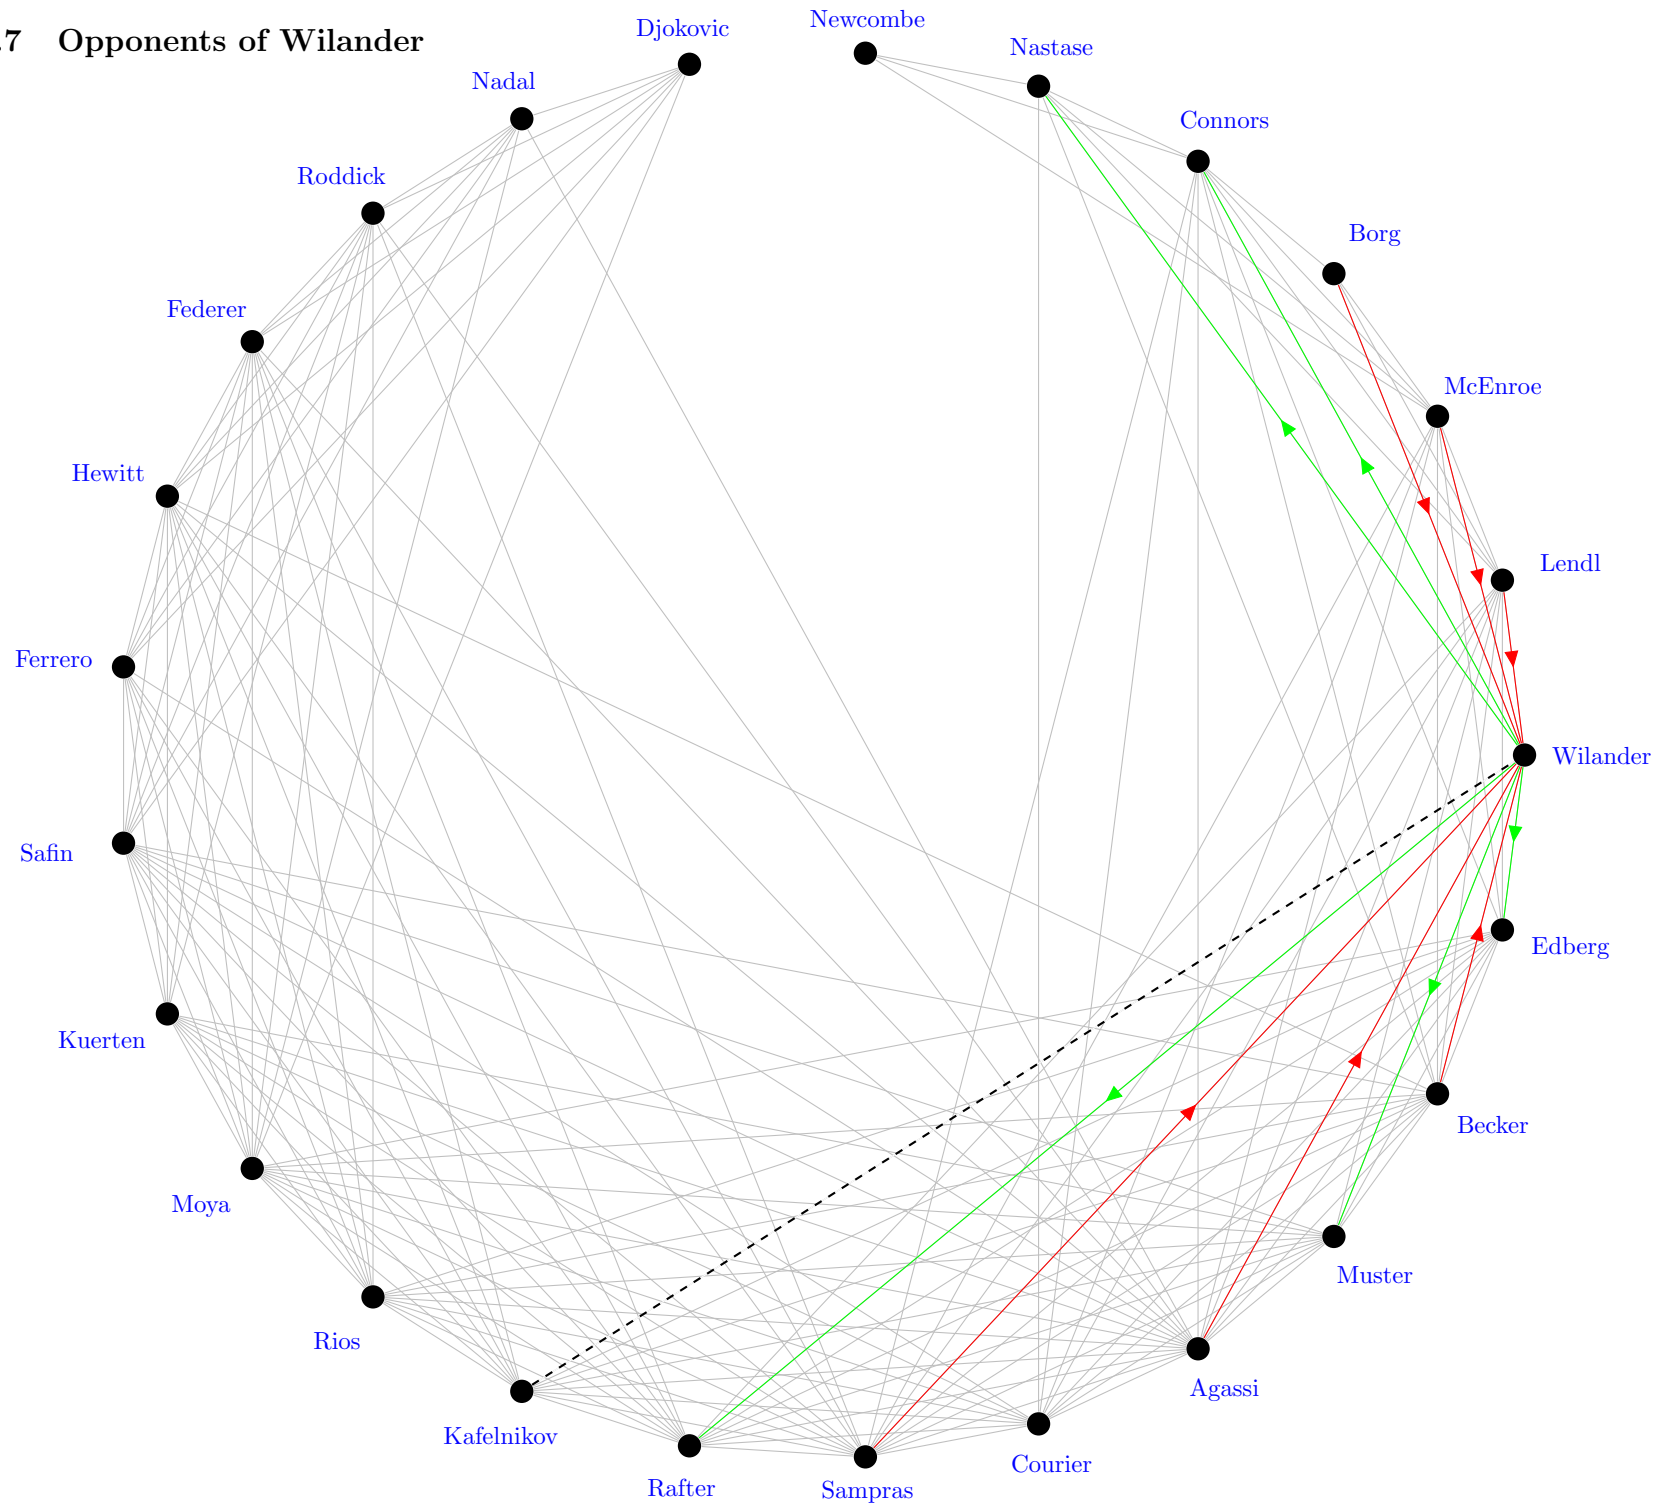 .7 Opponents of Wilander
Djokovic
Newcombe
Nastase
Nadal
Connors
Roddick
Borg
Federer
McEnroe
Hewitt
Lendl
Ferrero
Wilander
Safin
Edberg
Kuerten
Becker
Moya
Muster
Rios
Agassi
Kafelnikov
Courier
Rafter
Sampras